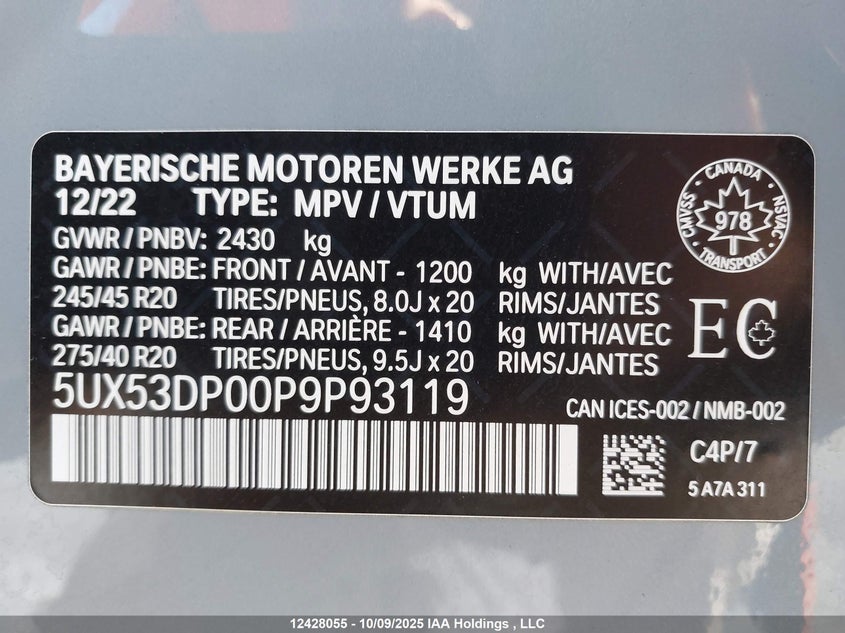 BAYERISCHE MOTOREN WERKE AG
12/22 TYPE: MPV / VTUM
GVWR / PNBV: 2430 kg
GAWR / PNBE: FRONT / AVANT - 1200 kg WITH/AVEC
245/45 R20 TIRES/PNEUS, 8.0J x 20 RIMS/JANTES
GAWR / PNBE: REAR / ARRIÈRE - 1410 kg WITH/AVEC
275/40 R20 TIRES/PNEUS, 9.5J x 20 RIMS/JANTES
5UX53DP00P9P93119
CANADA
CMVSS 978 NSVAC
TRANSPORT
EC
CAN ICES-002 / NMB-002
C4P/7
5 A7A 311
12428055 - 10/09/2025 IAA Holdings , LLC